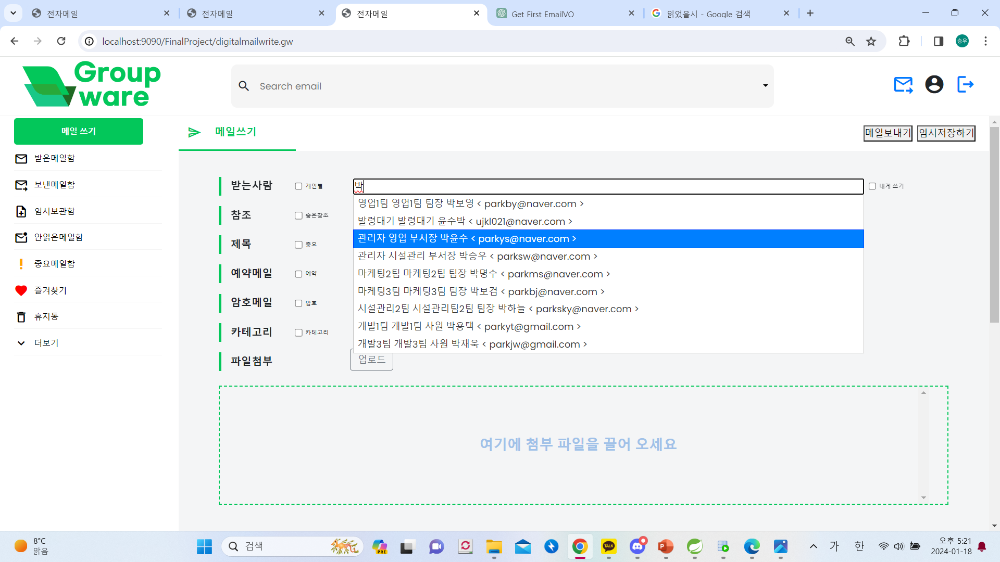 전자메일
전자메일
전자메일
Get First EmailVO
읽었을시 - Google 검색
localhost:9090/FinalProject/digitalmailwrite.gw
승우
Group
ware
Search email
메일 쓰기
받은메일함
보낸메일함
임시보관함
안읽은메일함
중요메일함
즐겨찾기
휴지통
더보기
메일쓰기
메일보내기
임시저장하기
받는사람
개인별
박
내게 쓰기
영업1팀 영업1팀 팀장 박보영 < parkby@naver.com >
발령대기 발령대기 윤수박 < ujkl021@naver.com >
관리자 영업 부서장 박윤수 < parkys@naver.com >
관리자 시설관리 부서장 박승우 < parksw@naver.com >
마케팅2팀 마케팅2팀 팀장 박명수 < parkms@naver.com >
마케팅3팀 마케팅3팀 팀장 박보검 < parkbj@naver.com >
시설관리2팀 시설관리팀2팀 팀장 박하늘 < parksky@naver.com >
개발1팀 개발1팀 사원 박용택 < parkyt@gmail.com >
개발3팀 개발3팀 사원 박재욱 < parkjw@gmail.com >
참조
숨은참조
제목
중요
예약메일
예약
암호메일
암호
카테고리
카테고리
파일첨부
업로드
여기에 첨부 파일을 끌어 오세요
8°C
맑음
검색
PRE
TALK
가
한
오후 5:21
2024-01-18